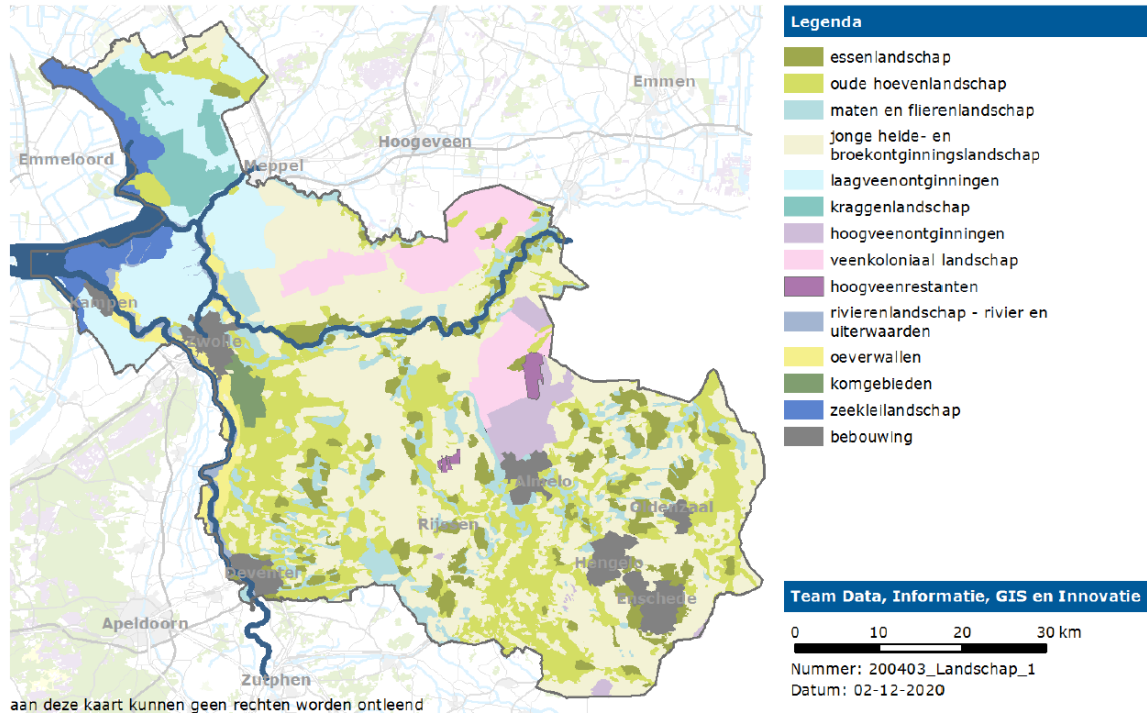 Emmen
Hoogeveen
Emmeloord
Meppel
Kampen
Zwolle
Almelo
Oldenzaal
Rijssen
Hengelo
Deventer
Enschede
Apeldoorn
Zutphen
aan deze kaart kunnen geen rechten worden ontleend
Legenda
essenlandschap
oude hoevenlandschap
maten en flierenlandschap
jonge heide- en
broekontginningslandschap
laagveenontginningen
kraggenlandschap
hoogveenontginningen
veenkoloniaal landschap
hoogveenrestanten
rivierenlandschap - rivier en
uiterwaarden
oeverwallen
komgebieden
zeekleilandschap
bebouwing
Team Data, Informatie, GIS en Innovatie
0 10 20 30 km
Nummer: 200403_Landschap_1
Datum: 02-12-2020